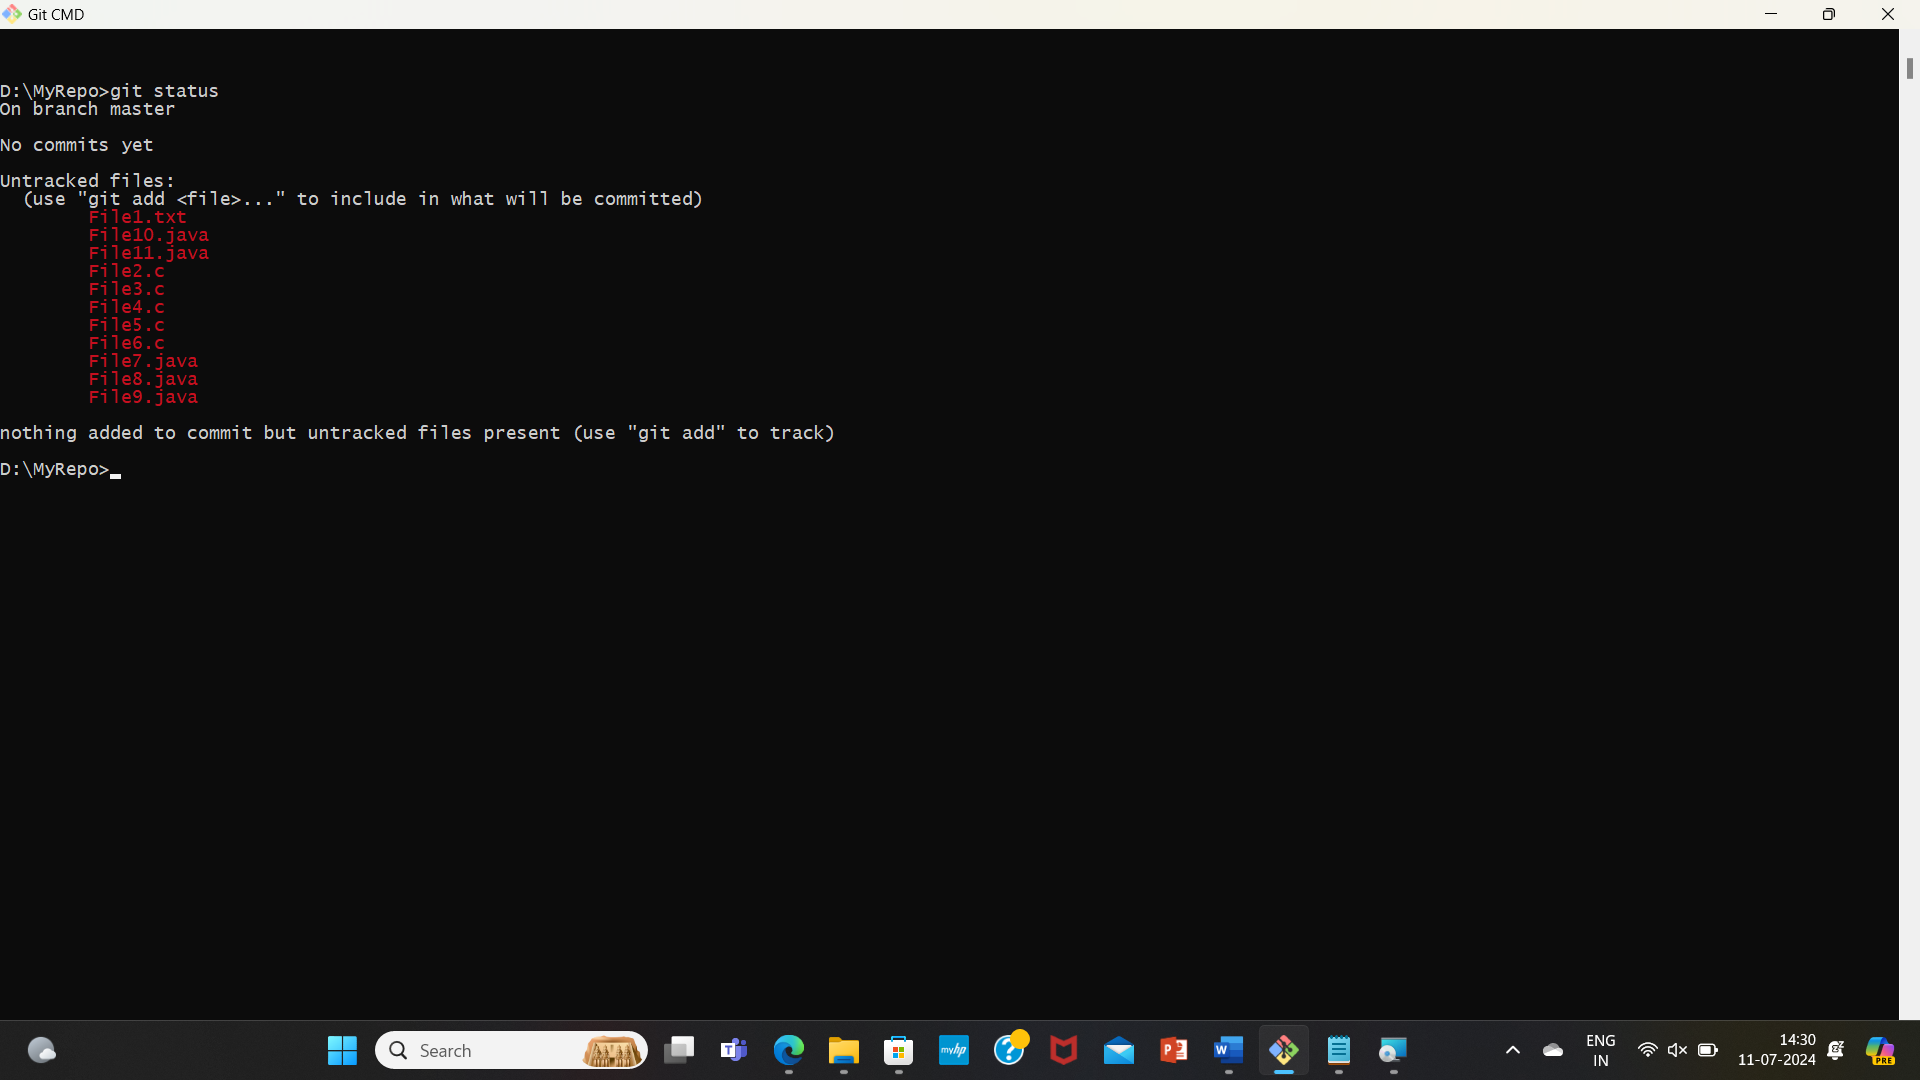 Git CMD
D:\MyRepo>git status
On branch master
No commits yet
Untracked files:
  (use "git add <file>..." to include in what will be committed)
        File1.txt
        File10.java
        File11.java
        File2.c
        File3.c
        File4.c
        File5.c
        File6.c
        File7.java
        File8.java
        File9.java
nothing added to commit but untracked files present (use "git add" to track)
D:\MyRepo>
Search
myhp
ENG
IN
14:30
11-07-2024
PRE